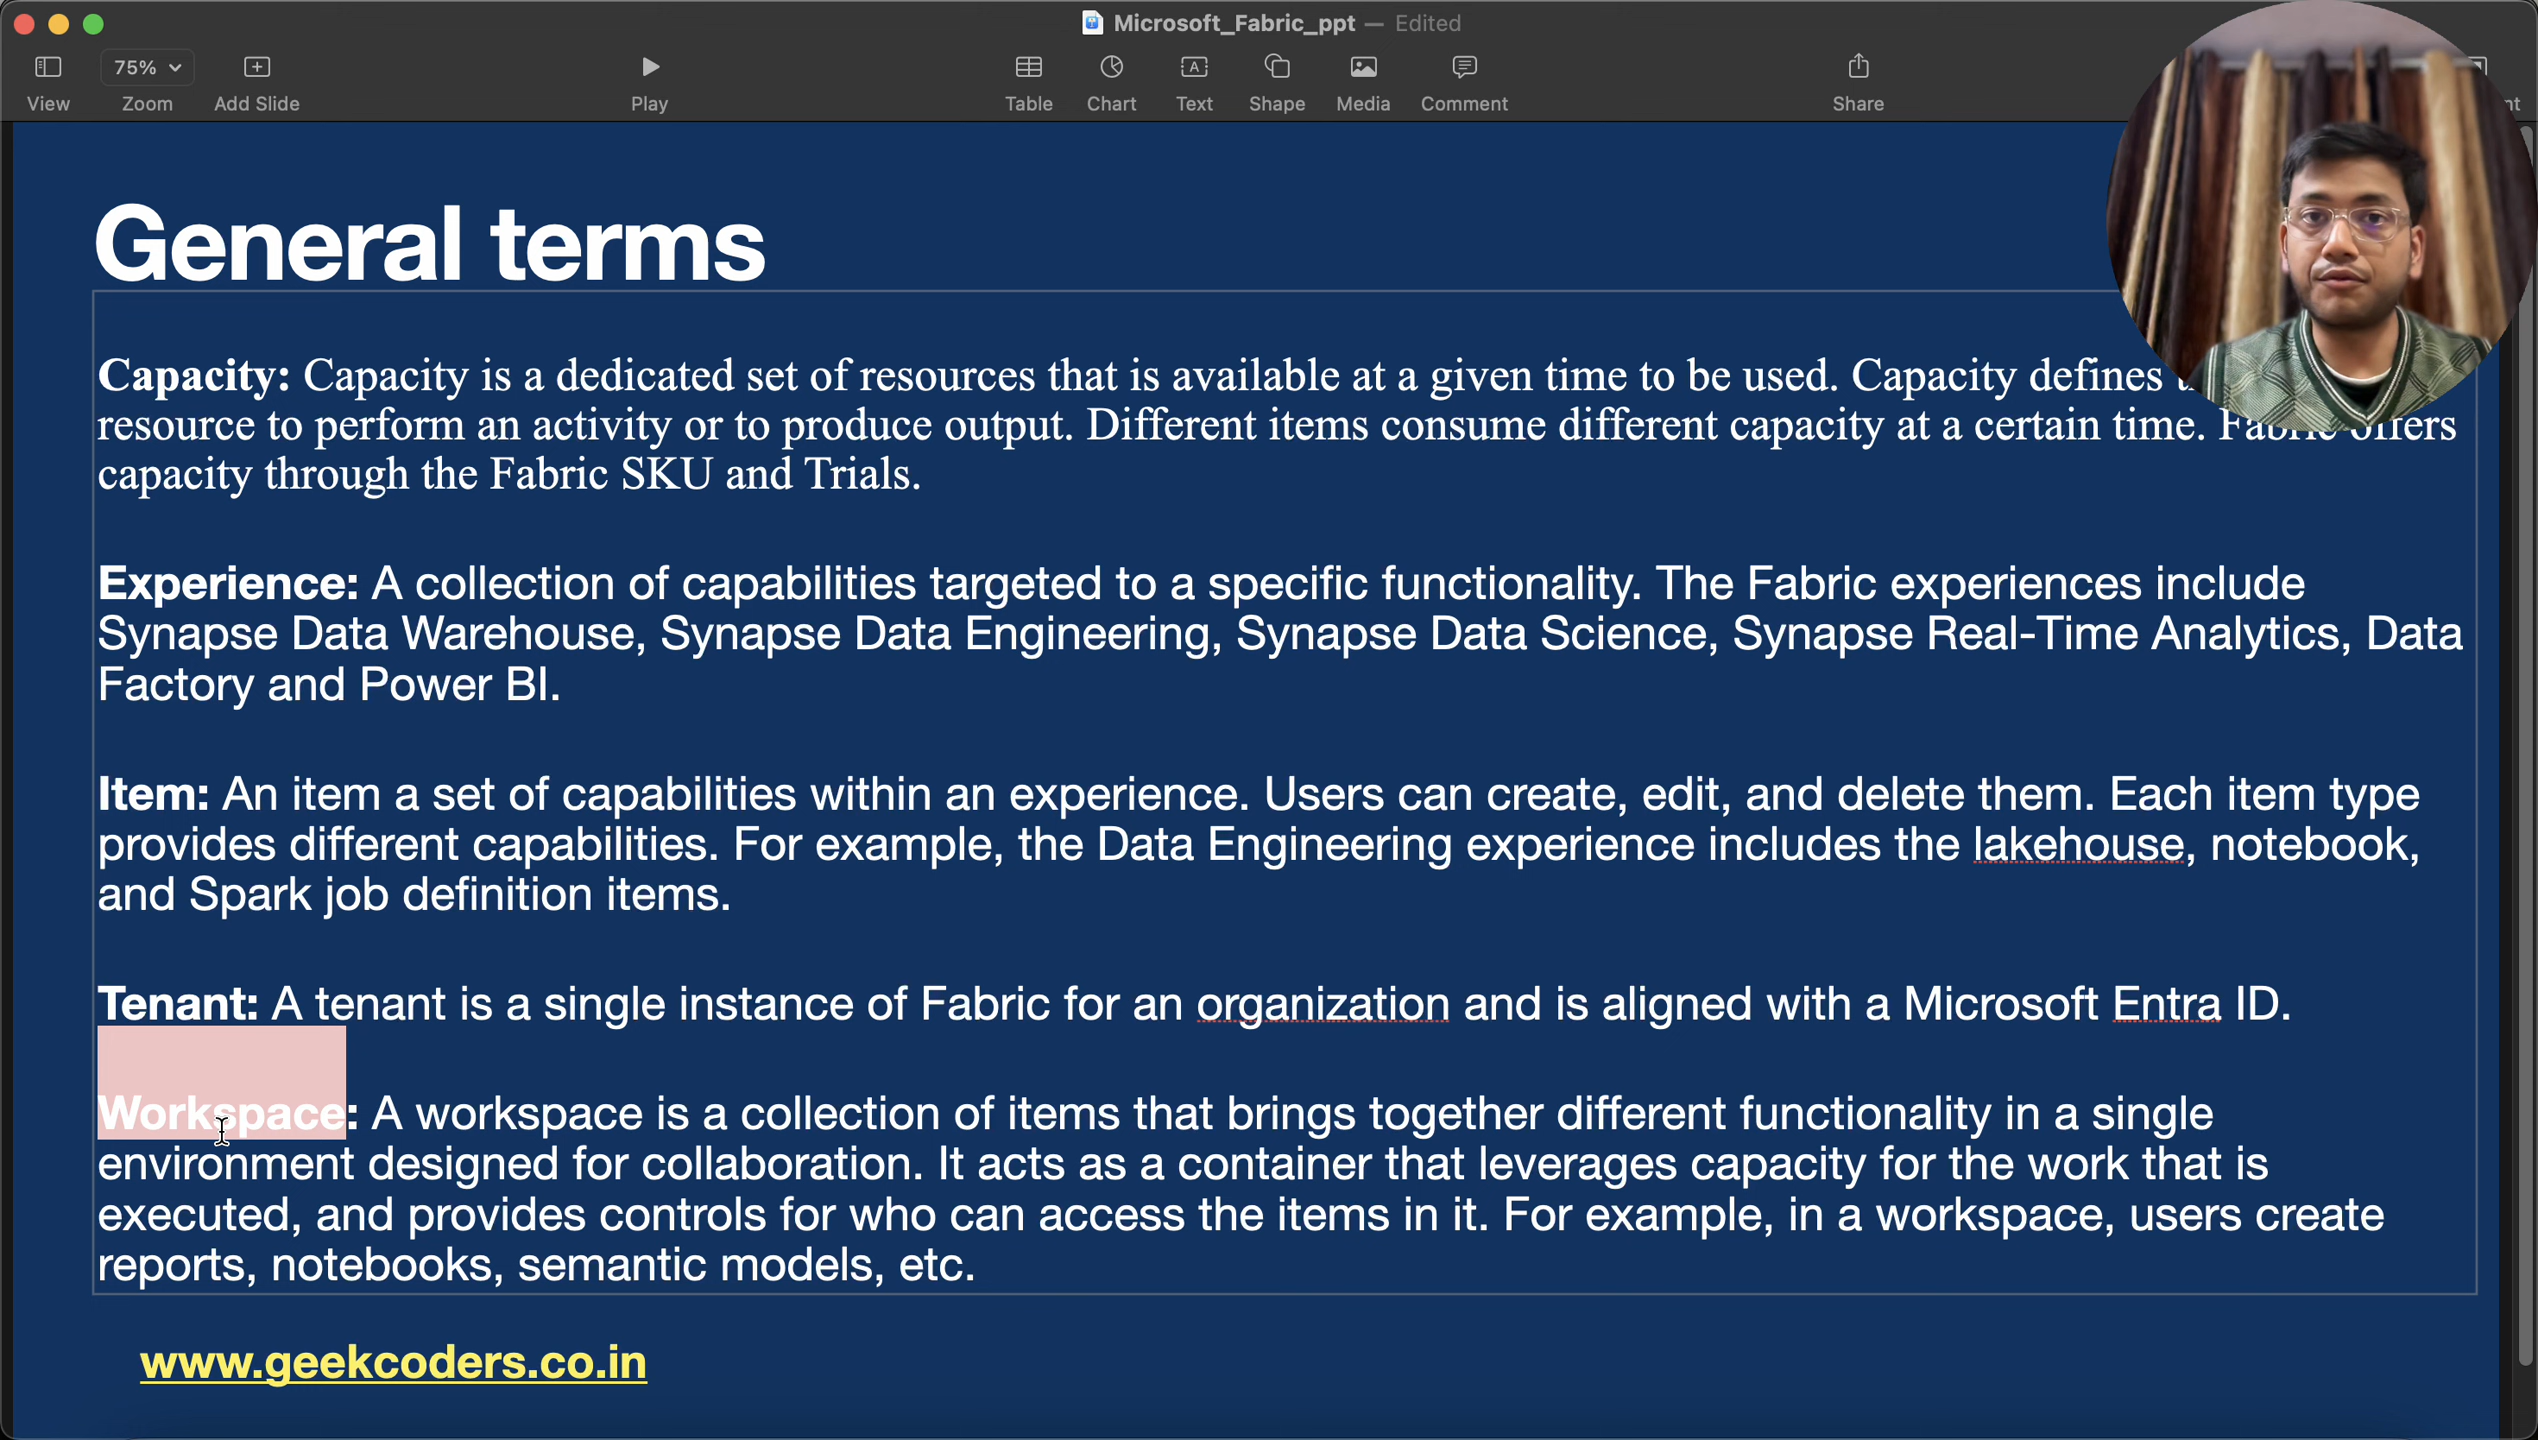 Microsoft_Fabric_ppt — Edited
75%
View
Zoom
Add Slide
Play
Table
Chart
Text
Shape
Media
Comment
Share
General terms
Capacity: Capacity is a dedicated set of resources that is available at a given time to be used. Capacity defines
resource to perform an activity or to produce output. Different items consume different capacity at a certain time. Fabric offers
capacity through the Fabric SKU and Trials.
Experience: A collection of capabilities targeted to a specific functionality. The Fabric experiences include
Synapse Data Warehouse, Synapse Data Engineering, Synapse Data Science, Synapse Real-Time Analytics, Data
Factory and Power BI.
Item: An item a set of capabilities within an experience. Users can create, edit, and delete them. Each item type
provides different capabilities. For example, the Data Engineering experience includes the lakehouse, notebook,
and Spark job definition items.
Tenant: A tenant is a single instance of Fabric for an organization and is aligned with a Microsoft Entra ID.
Workspace: A workspace is a collection of items that brings together different functionality in a single
environment designed for collaboration. It acts as a container that leverages capacity for the work that is
executed, and provides controls for who can access the items in it. For example, in a workspace, users create
reports, notebooks, semantic models, etc.
www.geekcoders.co.in